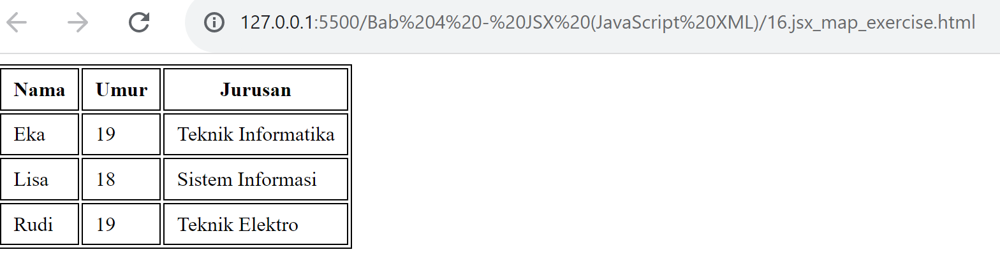 127.0.0.1:5500/Bab%204%20-%20JSX%20(JavaScript%20XML)/16.jsx_map_exercise.html
Nama Umur Jurusan
Eka 19 Teknik Informatika
Lisa 18 Sistem Informasi
Rudi 19 Teknik Elektro